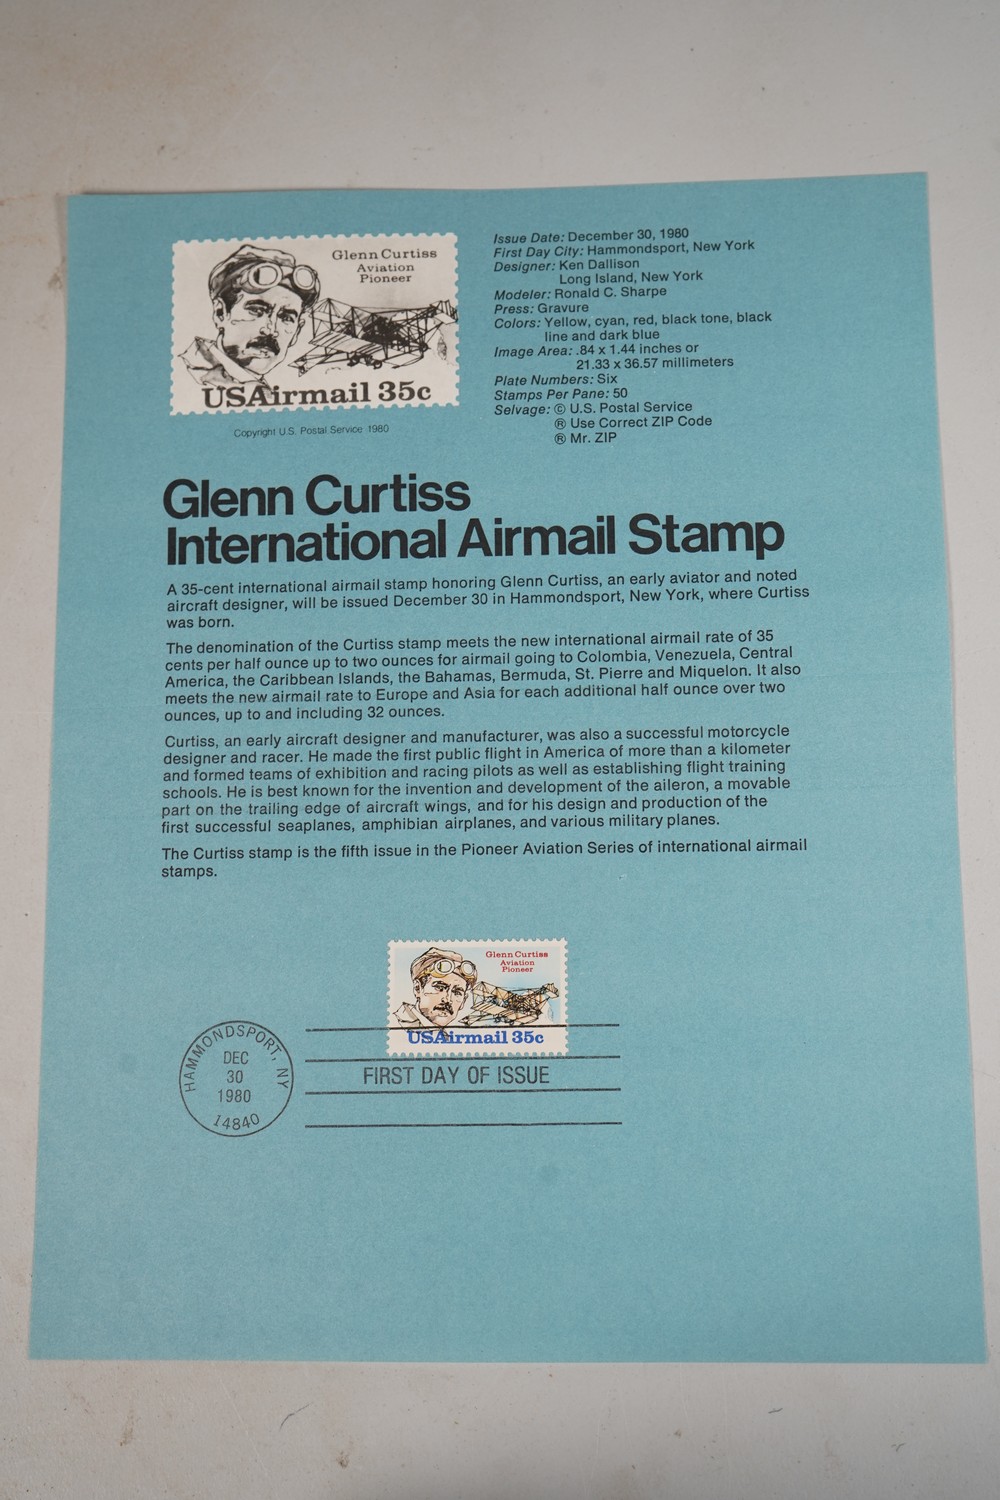 Glenn Curtiss
Aviation
Pioneer
USAirmail 35c
Copyright U.S. Postal Service 1980
Issue Date: December 30, 1980
First Day City: Hammondsport, New York
Designer: Ken Dallison
Long Island, New York
Modeler: Ronald C. Sharpe
Press: Gravure
Colors: Yellow, cyan, red, black tone, black
line and dark blue
Image Area: .84 x 1.44 inches or
21.33 x 36.57 millimeters
Plate Numbers: Six
Stamps Per Pane: 50
Selvage: © U.S. Postal Service
® Use Correct ZIP Code
® Mr. ZIP
Glenn Curtiss
International Airmail Stamp
A 35-cent international airmail stamp honoring Glenn Curtiss, an early aviator and noted
aircraft designer, will be issued December 30 in Hammondsport, New York, where Curtiss
was born.
The denomination of the Curtiss stamp meets the new international airmail rate of 35
cents per half ounce up to two ounces for airmail going to Colombia, Venezuela, Central
America, the Caribbean Islands, the Bahamas, Bermuda, St. Pierre and Miquelon. It also
meets the new airmail rate to Europe and Asia for each additional half ounce over two
ounces, up to and including 32 ounces.
Curtiss, an early aircraft designer and manufacturer, was also a successful motorcycle
designer and racer. He made the first public flight in America of more than a kilometer
and formed teams of exhibition and racing pilots as well as establishing flight training
schools. He is best known for the invention and development of the aileron, a movable
part on the trailing edge of aircraft wings, and for his design and production of the
first successful seaplanes, amphibian airplanes, and various military planes.
The Curtiss stamp is the fifth issue in the Pioneer Aviation Series of international airmail
stamps.
Glenn Curtiss
Aviation
Pioneer
USAirmail 35c
HAMMONDSPORT, NY
DEC
30
1980
14840
FIRST DAY OF ISSUE